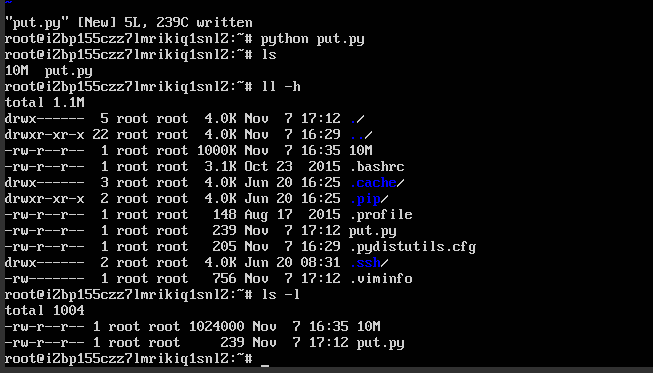 "put.py" [New] 5L, 239C written
root@iZbp155czz7lmrikiq1snlZ:~# python put.py
root@iZbp155czz7lmrikiq1snlZ:~# ls
10M  put.py
root@iZbp155czz7lmrikiq1snlZ:~# ll -h
total 1.1M
drwx------  5 root root  4.0K Nov  7 17:12 ./
drwxr-xr-x 22 root root  4.0K Nov  7 16:29 ../
-rw-r--r--  1 root root 1000K Nov  7 16:35 10M
-rw-r--r--  1 root root  3.1K Oct 23  2015 .bashrc
drwx------  3 root root  4.0K Jun 20 16:25 .cache/
drwxr-xr-x  2 root root  4.0K Jun 20 16:25 .pip/
-rw-r--r--  1 root root   148 Aug 17  2015 .profile
-rw-r--r--  1 root root   239 Nov  7 17:12 put.py
-rw-r--r--  1 root root   205 Nov  7 16:29 .pydistutils.cfg
drwx------  2 root root  4.0K Jun 20 08:31 .ssh/
-rw-------  1 root root   756 Nov  7 17:12 .viminfo
root@iZbp155czz7lmrikiq1snlZ:~# ls -l
total 1004
-rw-r--r-- 1 root root 1024000 Nov  7 16:35 10M
-rw-r--r-- 1 root root     239 Nov  7 17:12 put.py
root@iZbp155czz7lmrikiq1snlZ:~# _